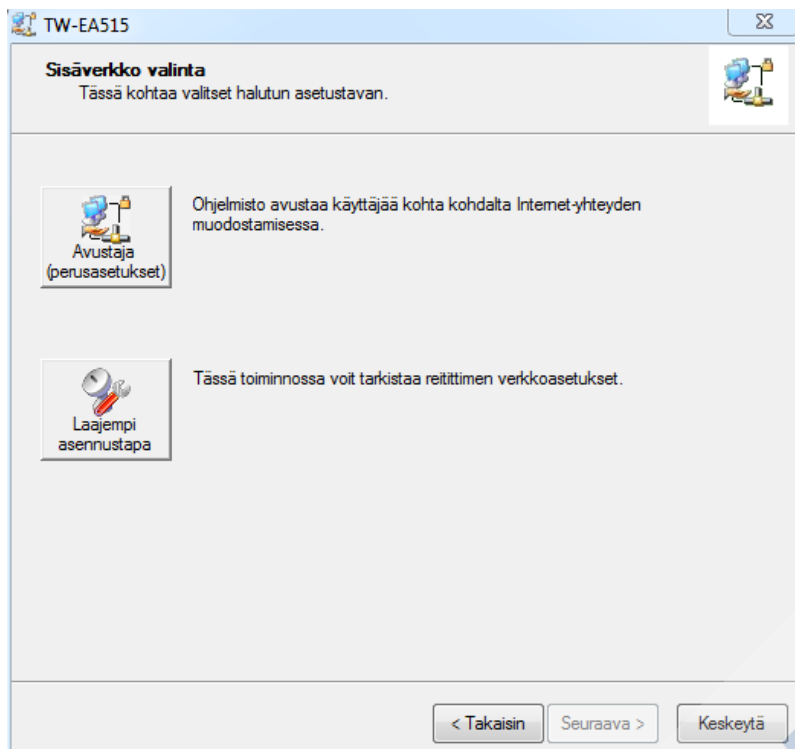 TW-EA515
Sisäverkko valinta
Tässä kohtaa valitset halutun asetustavan.
Avustaja
(perusasetukset)
Ohjelmisto avustaa käyttäjää kohta kohdalta Internet-yhteyden
muodostamisessa.
Laajempi
asennustapa
Tässä toiminnossa voit tarkistaa reitittimen verkkoasetukset.
< Takaisin
Seuraava >
Keskeytä